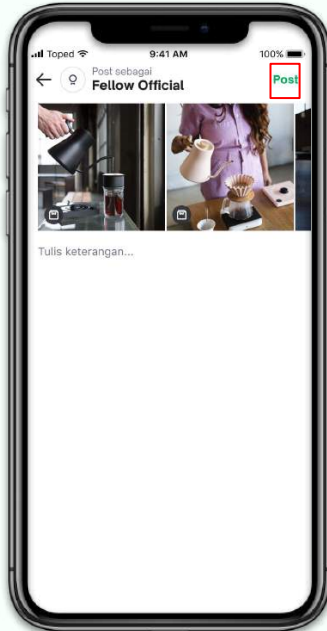 Toped 9:41 AM 100%
Post sebagai
Fellow Official
Post
Tulis keterangan...